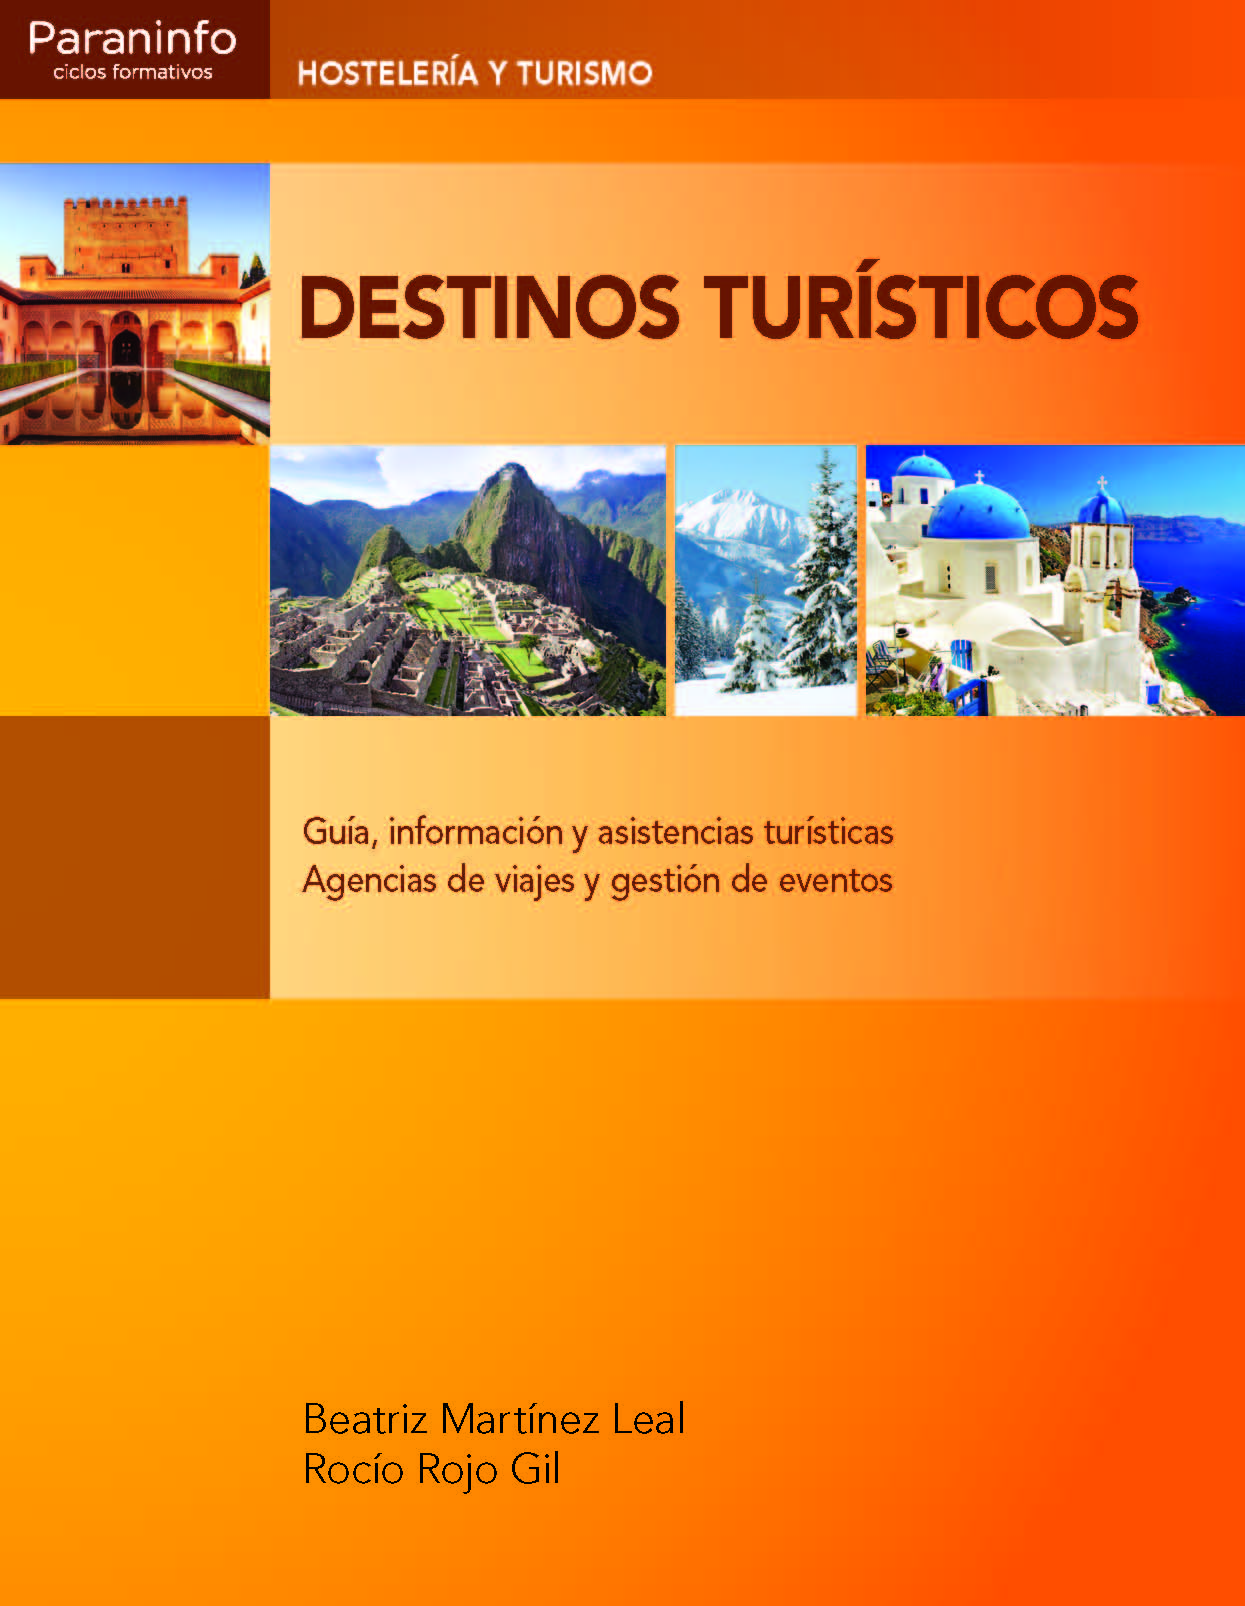 Paraninfo
ciclos formativos
HOSTELERÍA Y TURISMO
DESTINOS TURÍSTICOS
Guía, información y asistencias turísticas
Agencias de viajes y gestión de eventos
Beatriz Martínez Leal
Rocío Rojo Gil